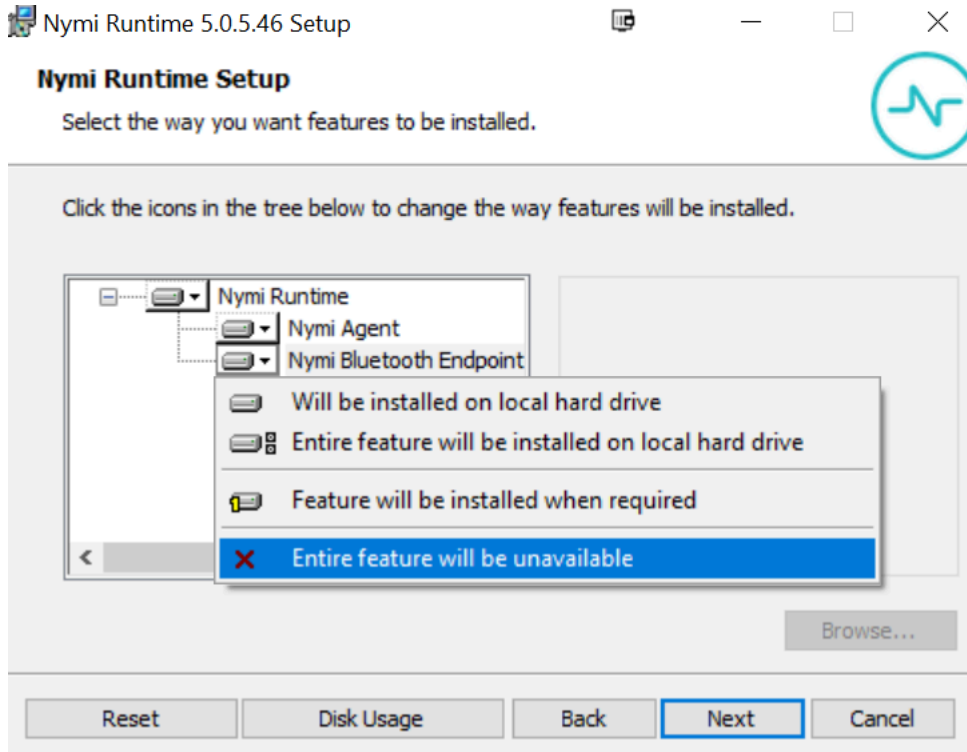 Nymi Runtime 5.0.5.46 Setup
Nymi Runtime Setup
Select the way you want features to be installed.
Click the icons in the tree below to change the way features will be installed.
Nymi Runtime
Nymi Agent
Nymi Bluetooth Endpoint
Will be installed on local hard drive
Entire feature will be installed on local hard drive
Feature will be installed when required
Entire feature will be unavailable
Browse...
Reset Disk Usage Back Next Cancel